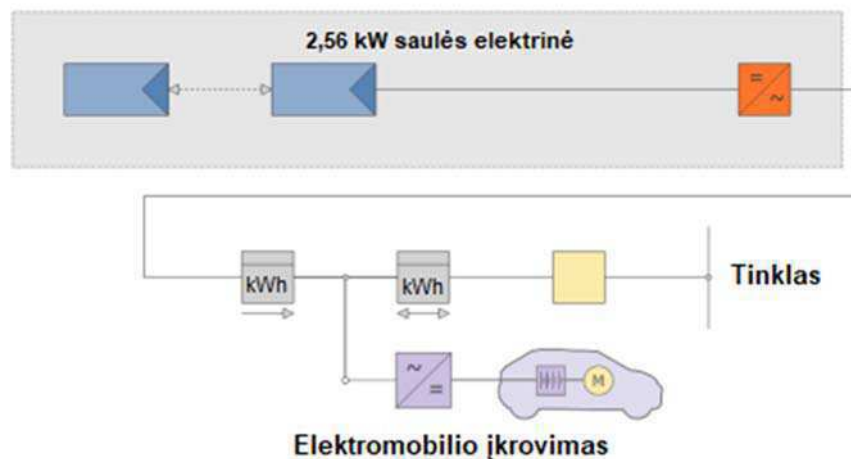 2,56 kW saulės elektrinė
=
~
kWh
kWh
Tinklas
~
=
M
Elektromobilio įkrovimas